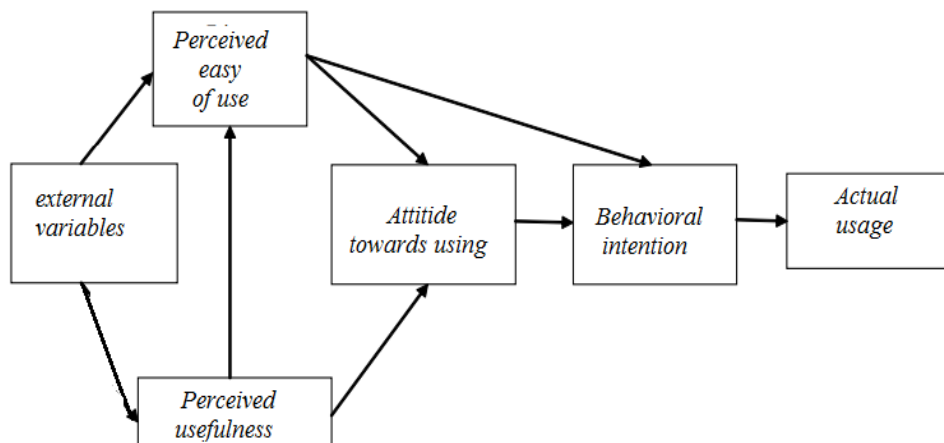 Perceived
easy
of use
external
variables
Attitide
towards using
Behavioral
intention
Actual
usage
Perceived
usefulness